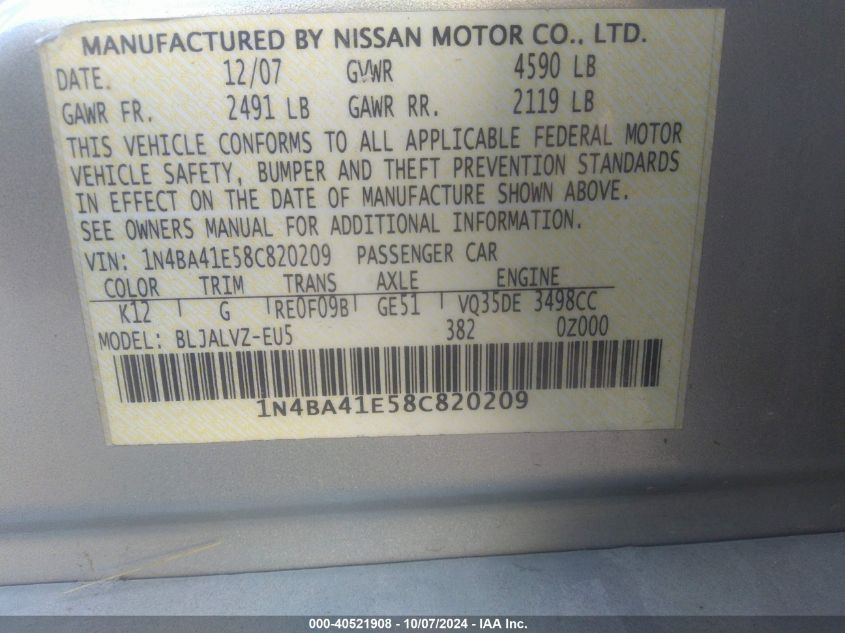 MANUFACTURED BY NISSAN MOTOR CO., LTD.
DATE. 12/07 GVWR 4590 LB
GAWR FR. 2491 LB GAWR RR. 2119 LB
THIS VEHICLE CONFORMS TO ALL APPLICABLE FEDERAL MOTOR
VEHICLE SAFETY, BUMPER AND THEFT PREVENTION STANDARDS
IN EFFECT ON THE DATE OF MANUFACTURE SHOWN ABOVE.
SEE OWNERS MANUAL FOR ADDITIONAL INFORMATION.
VIN: 1N4BA41E58C820209 PASSENGER CAR
COLOR TRIM TRANS AXLE ENGINE
K12 G RE0F09B GE51 VQ35DE 3498CC
MODEL: BLJALVZ-EU5 382 0Z000
1N4BA41E58C820209
000-40521908 - 10/07/2024 - IAA Inc.